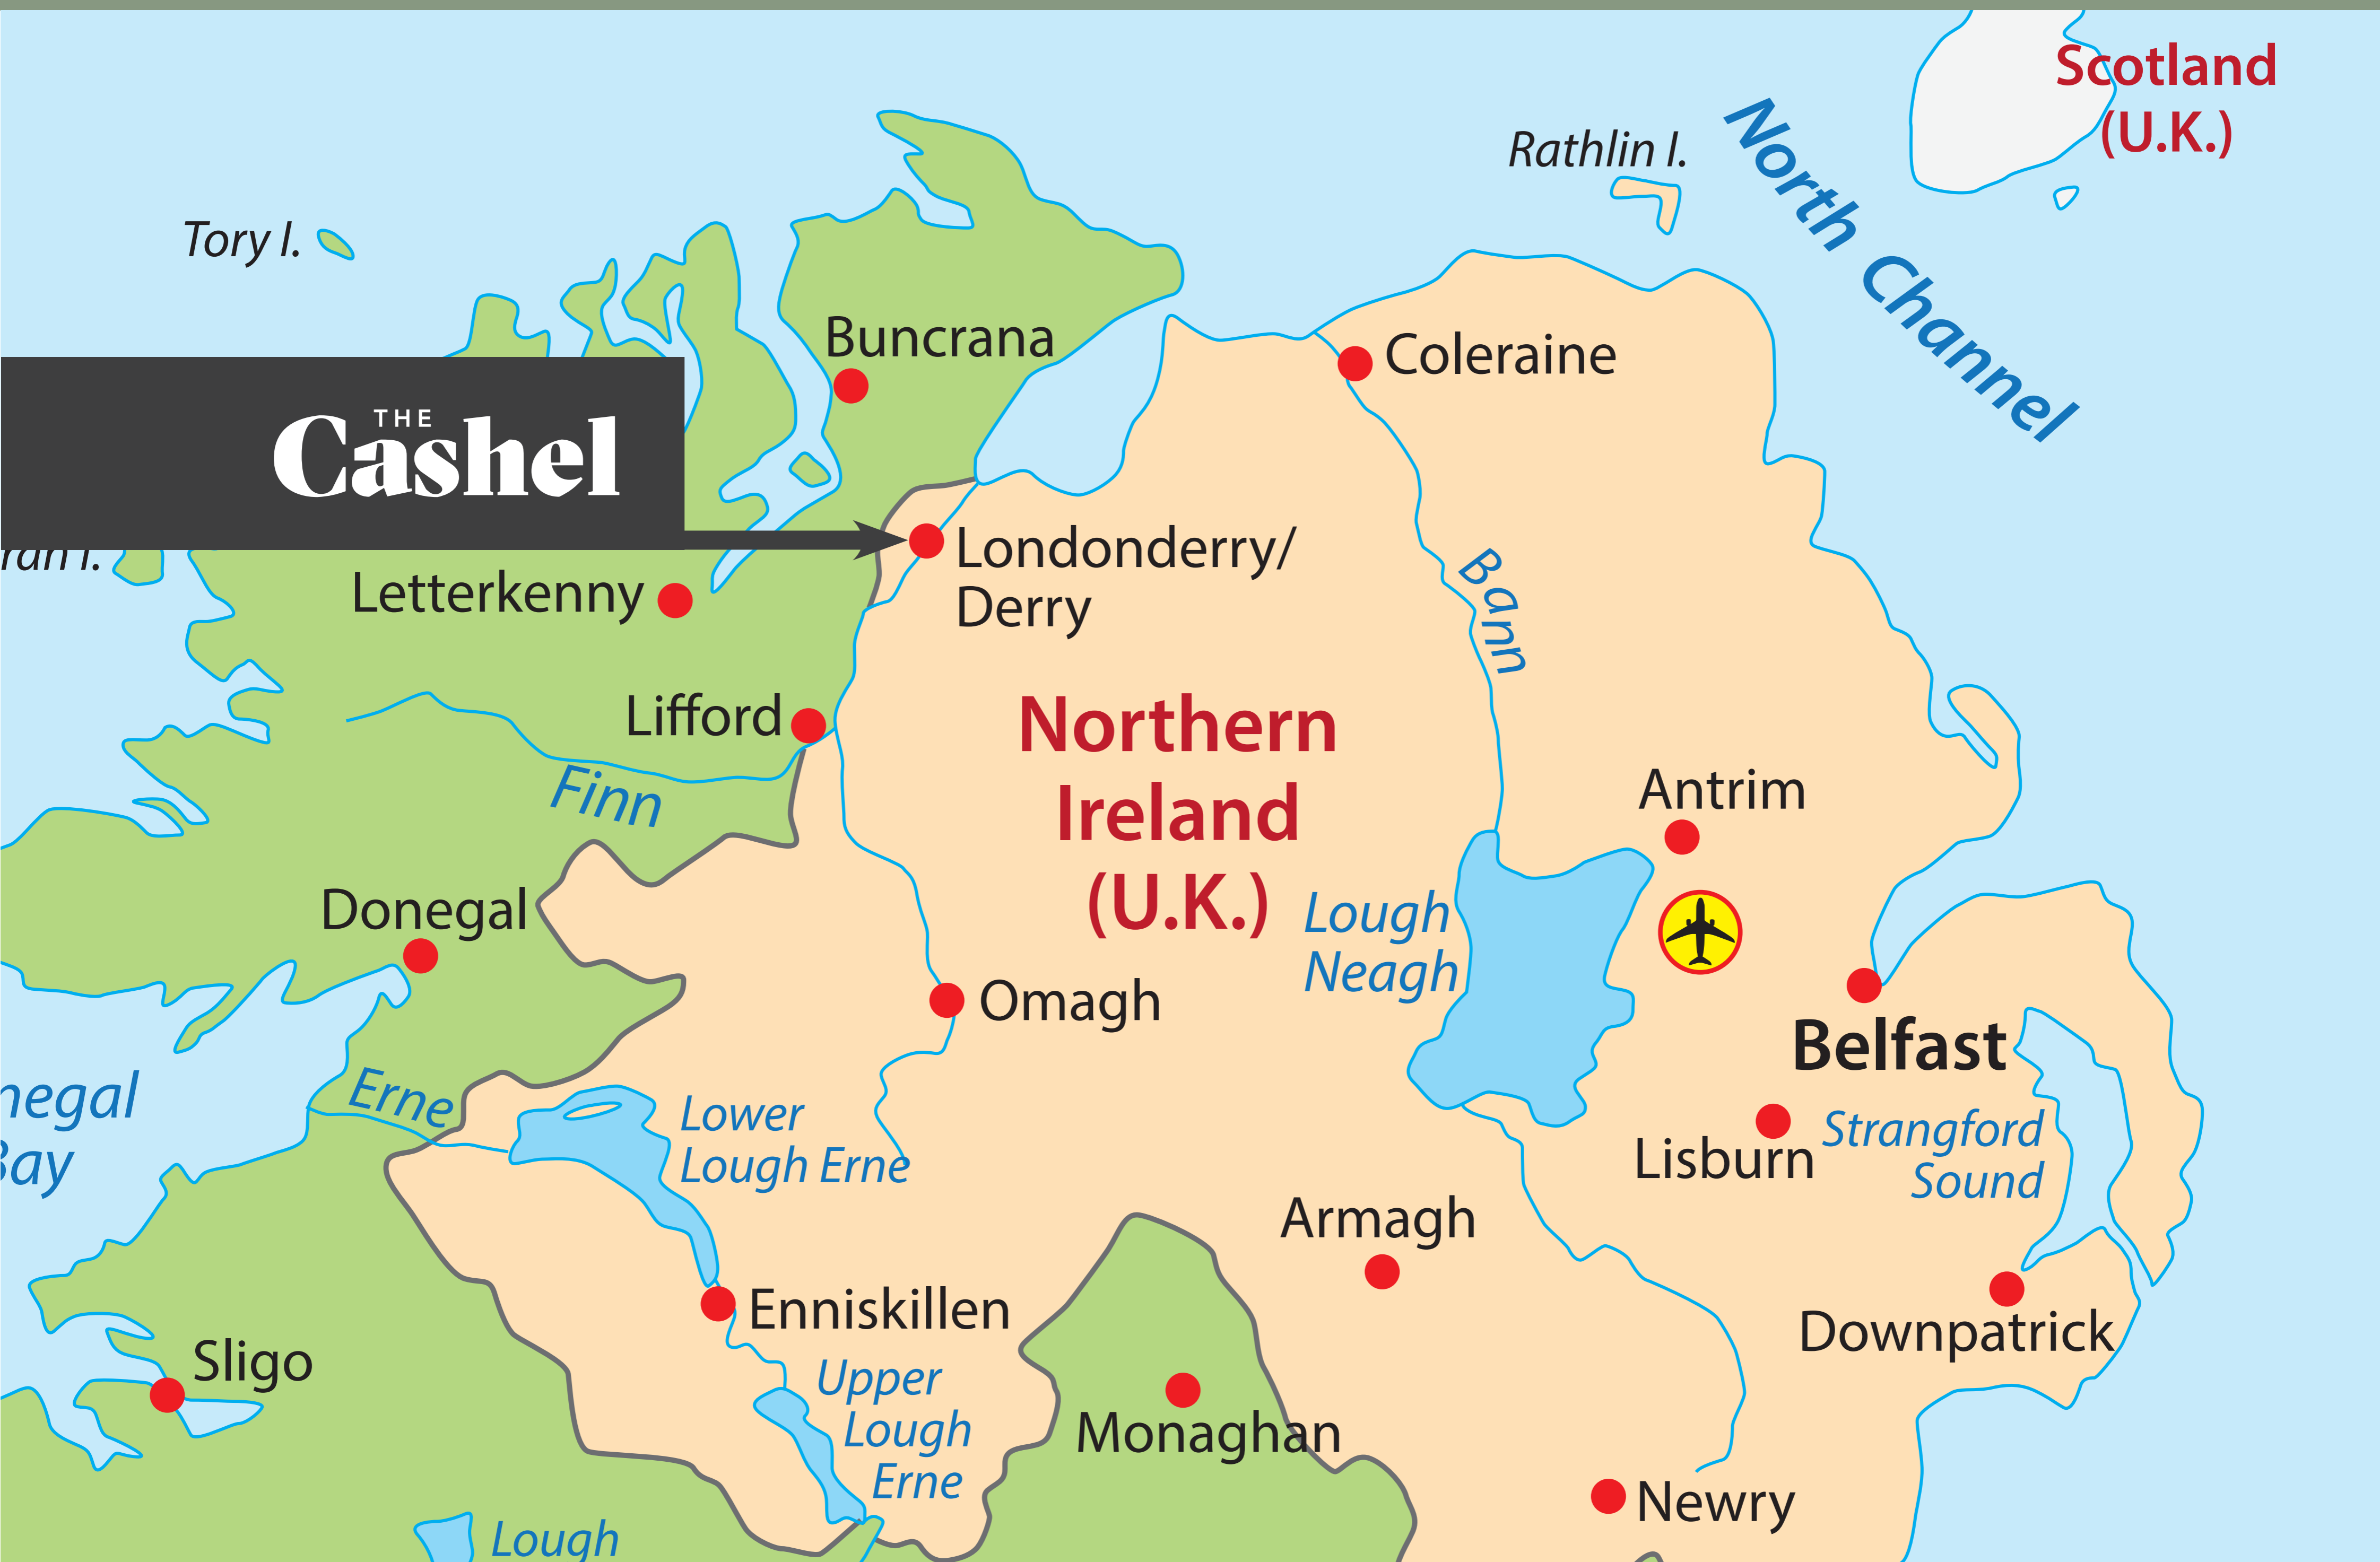 Scotland
(U.K.)
Rathlin I.
North Channel
Tory I.
Buncrana
Coleraine
THE
Cashel
Londonderry/
Derry
Letterkenny
Bann
Lifford
Northern
Ireland
(U.K.)
Finn
Antrim
Donegal
Lough
Neagh
Omagh
Belfast
Erne
Lower
Lough Erne
Strangford
Sound
Lisburn
Bay
Armagh
Enniskillen
Downpatrick
Sligo
Upper
Lough
Erne
Monaghan
Newry
Lough